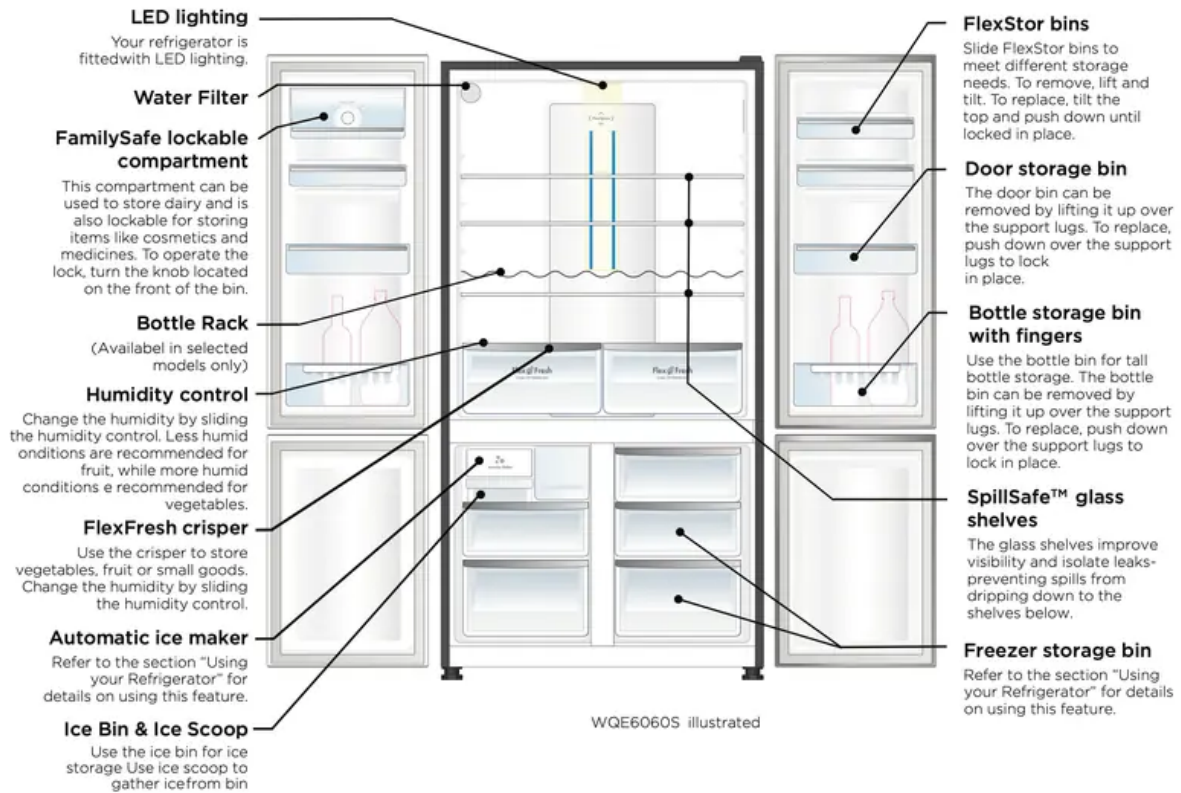 LED lighting
Your refrigerator is
fittedwith LED lighting.
Water Filter
FamilySafe lockable
compartment
This compartment can be
used to store dairy and is
also lockable for storing
items like cosmetics and
medicines. To operate the
lock, turn the knob located
on the front of the bin.
Bottle Rack
(Availabel in selected
models only)
Humidity control
Change the humidity by sliding
the humidity control. Less humid
onditions are recommended for
fruit, while more humid
conditions e recommended for
vegetables.
FlexFresh crisper
Use the crisper to store
vegetables, fruit or small goods.
Change the humidity by sliding
the humidity control.
Automatic ice maker
Refer to the section “Using
your Refrigerator” for
details on using this feature.
Ice Bin & Ice Scoop
Use the ice bin for ice
storage Use ice scoop to
gather icefrom bin
Flex Fresh
Flex Fresh
WQE6060S illustrated
FlexStor bins
Slide FlexStor bins to
meet different storage
needs. To remove, lift and
tilt. To replace, tilt the
top and push down until
locked in place.
Door storage bin
The door bin can be
removed by lifting it up over
the support lugs. To replace,
push down over the support
lugs to lock
in place.
Bottle storage bin
with fingers
Use the bottle bin for tall
bottle storage. The bottle
bin can be removed by
lifting it up over the support
lugs. To replace, push down
over the support lugs to
lock in place.
SpillSafe™ glass
shelves
The glass shelves improve
visibility and isolate leaks-
preventing spills from
dripping down to the
shelves below.
Freezer storage bin
Refer to the section “Using
your Refrigerator” for details
on using this feature.